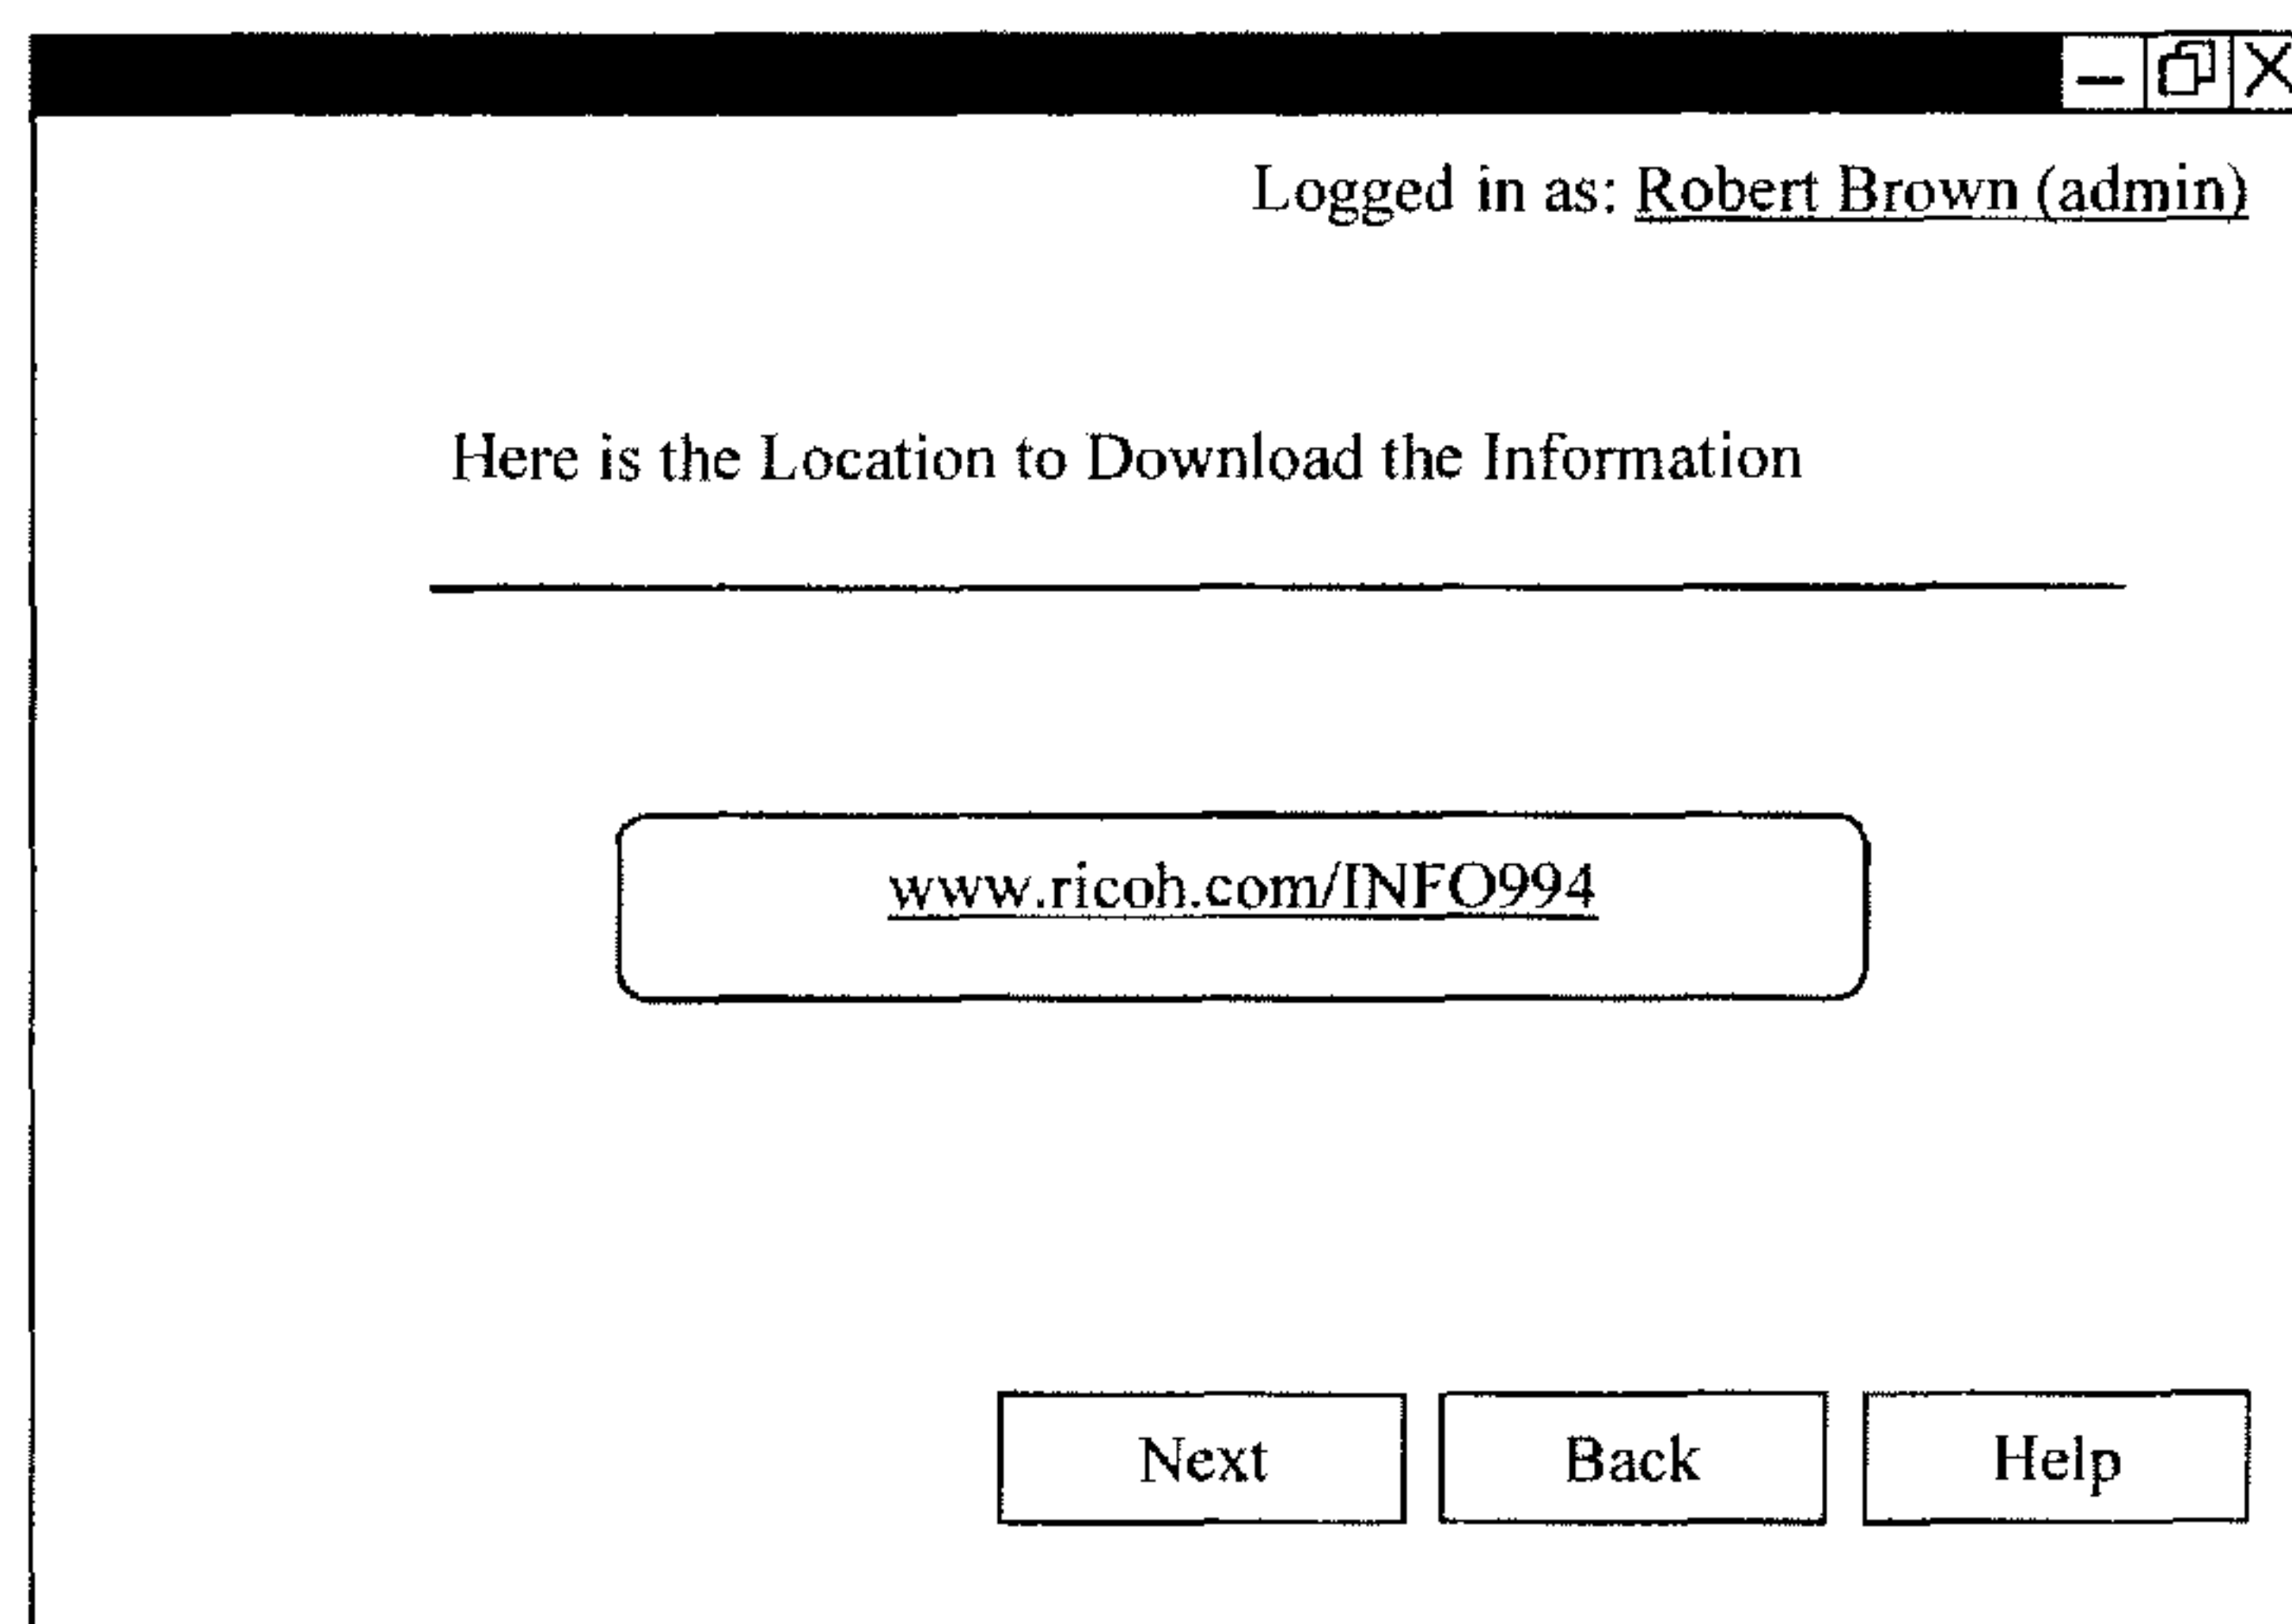 Logged in as: Robert Brown (admin)
Here is the Location to Download the Information
www.ricoh.com/INFO994
Next Back Help